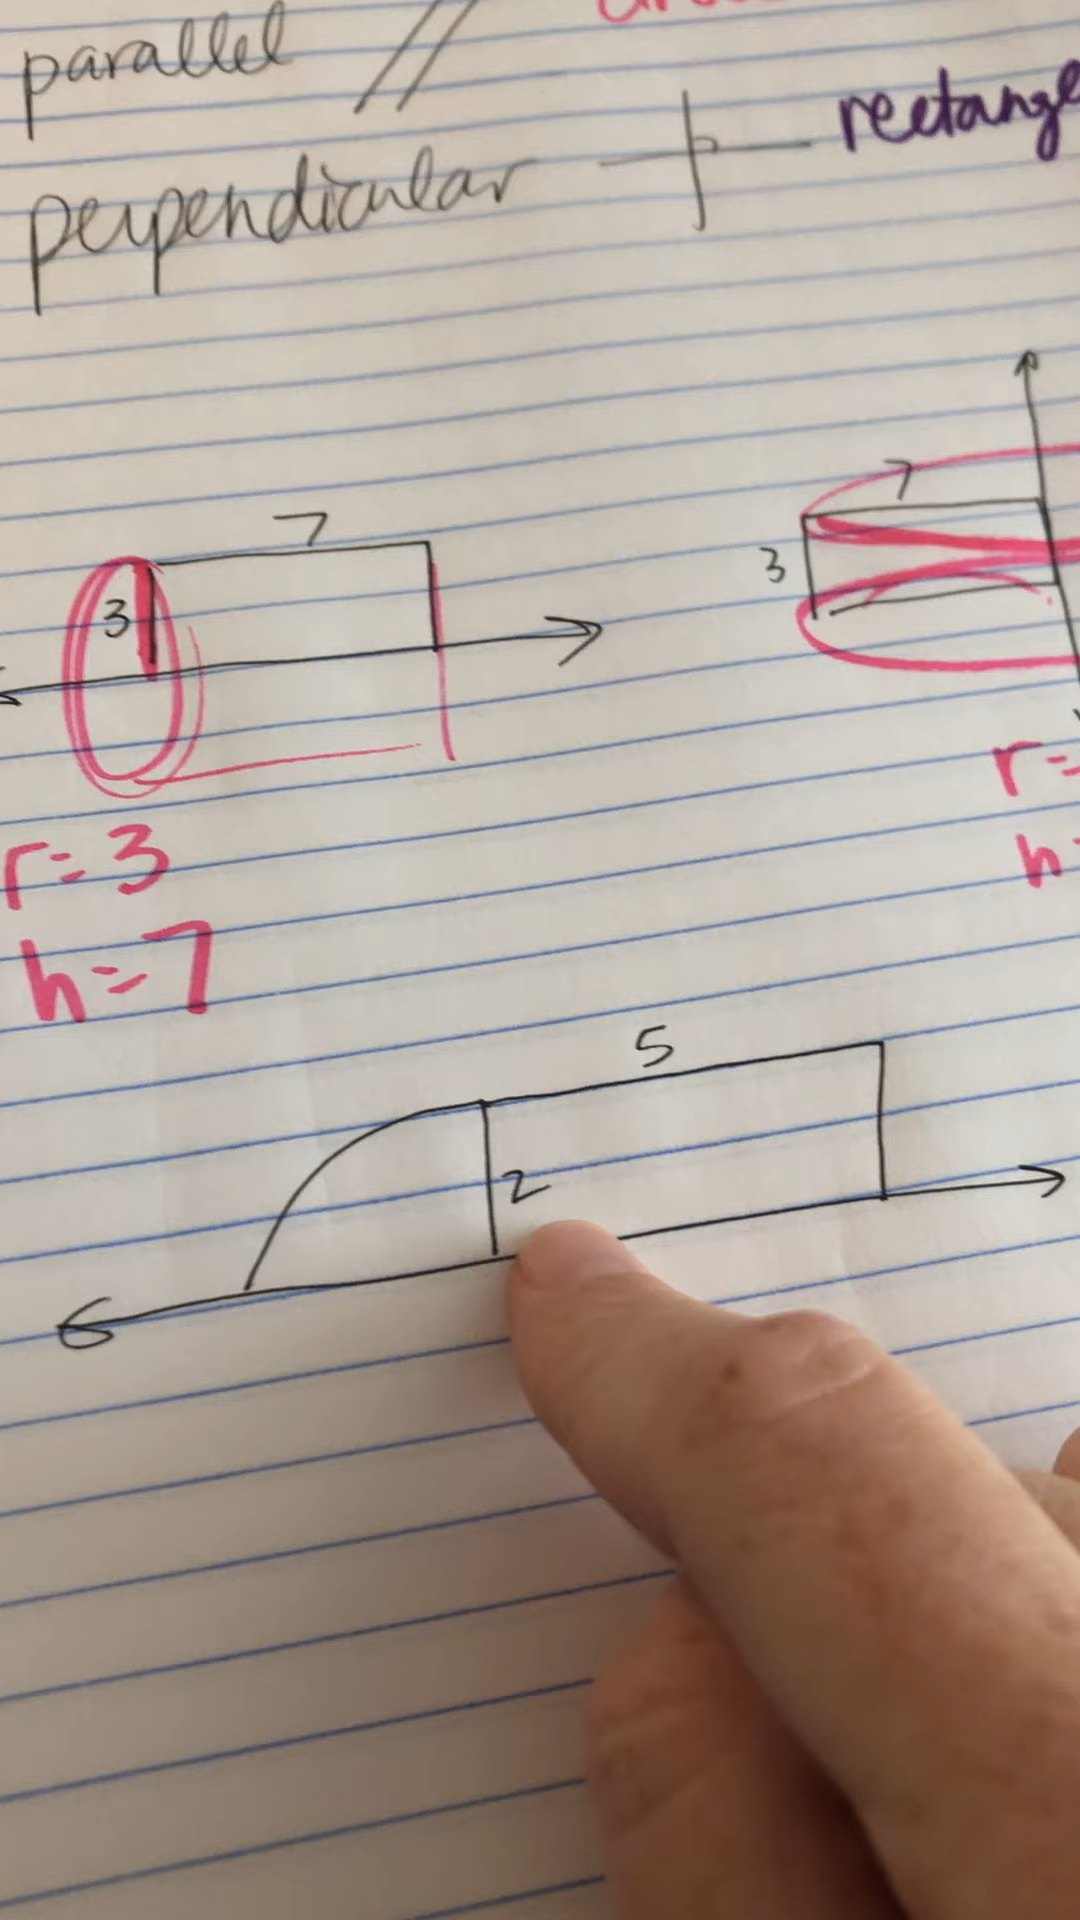 parallel //
perpendicular
7
3
7
3
r=3
h=7
r=
h
5
2